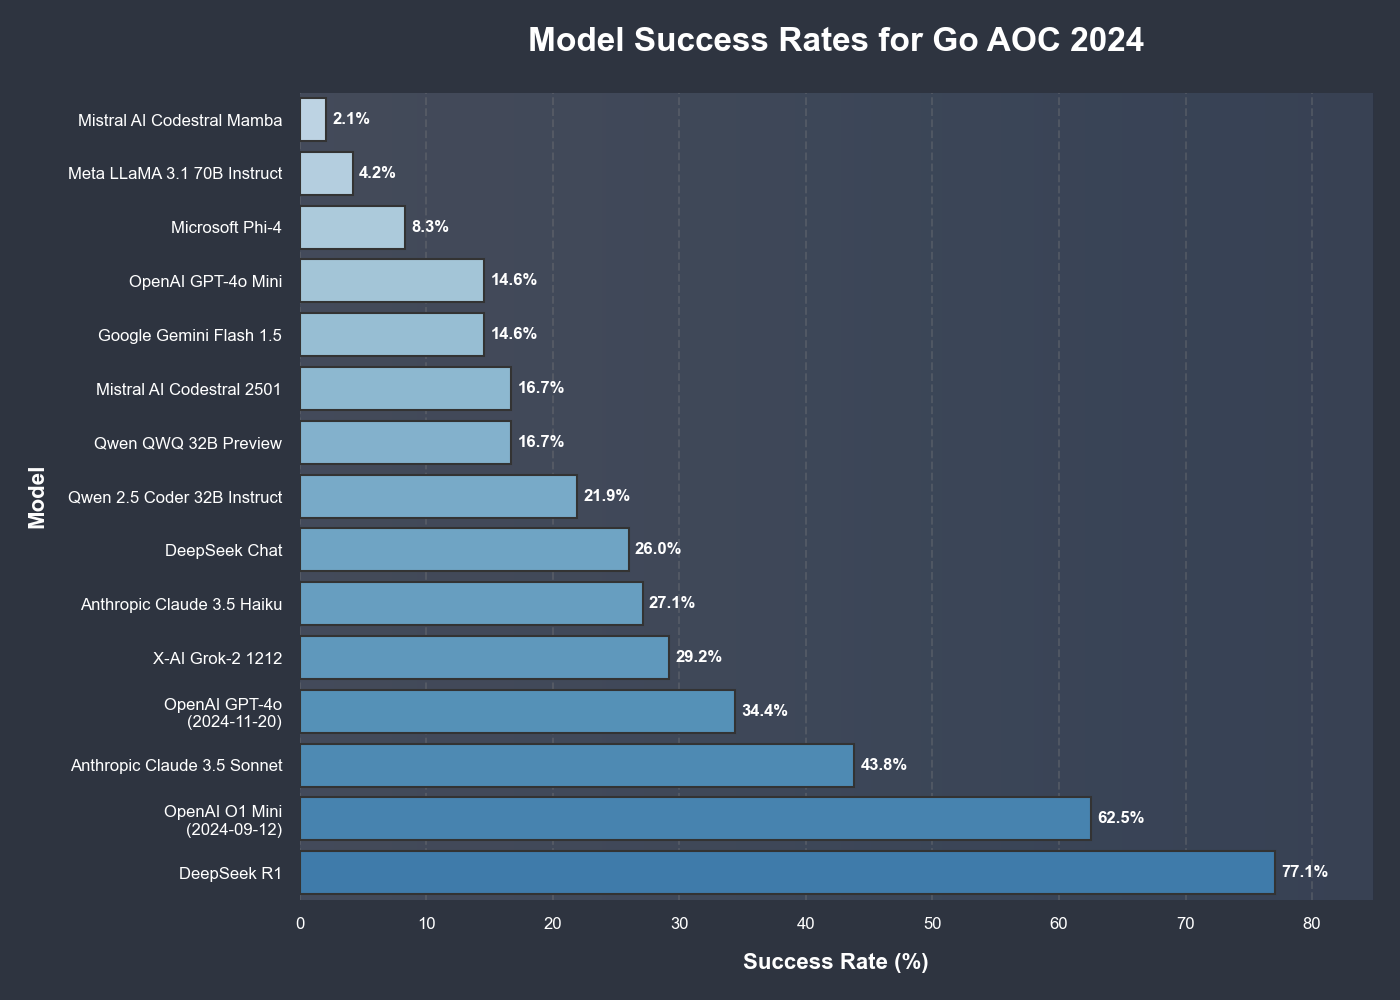 Model Success Rates for Go AOC 2024
Model
Mistral AI Codestral Mamba
2.1%
Meta LLaMA 3.1 70B Instruct
4.2%
Microsoft Phi-4
8.3%
OpenAI GPT-4o Mini
14.6%
Google Gemini Flash 1.5
14.6%
Mistral AI Codestral 2501
16.7%
Qwen QWQ 32B Preview
16.7%
Qwen 2.5 Coder 32B Instruct
21.9%
DeepSeek Chat
26.0%
Anthropic Claude 3.5 Haiku
27.1%
X-AI Grok-2 1212
29.2%
OpenAI GPT-4o
(2024-11-20)
34.4%
Anthropic Claude 3.5 Sonnet
43.8%
OpenAI O1 Mini
(2024-09-12)
62.5%
DeepSeek R1
77.1%
0 10 20 30 40 50 60 70 80
Success Rate (%)